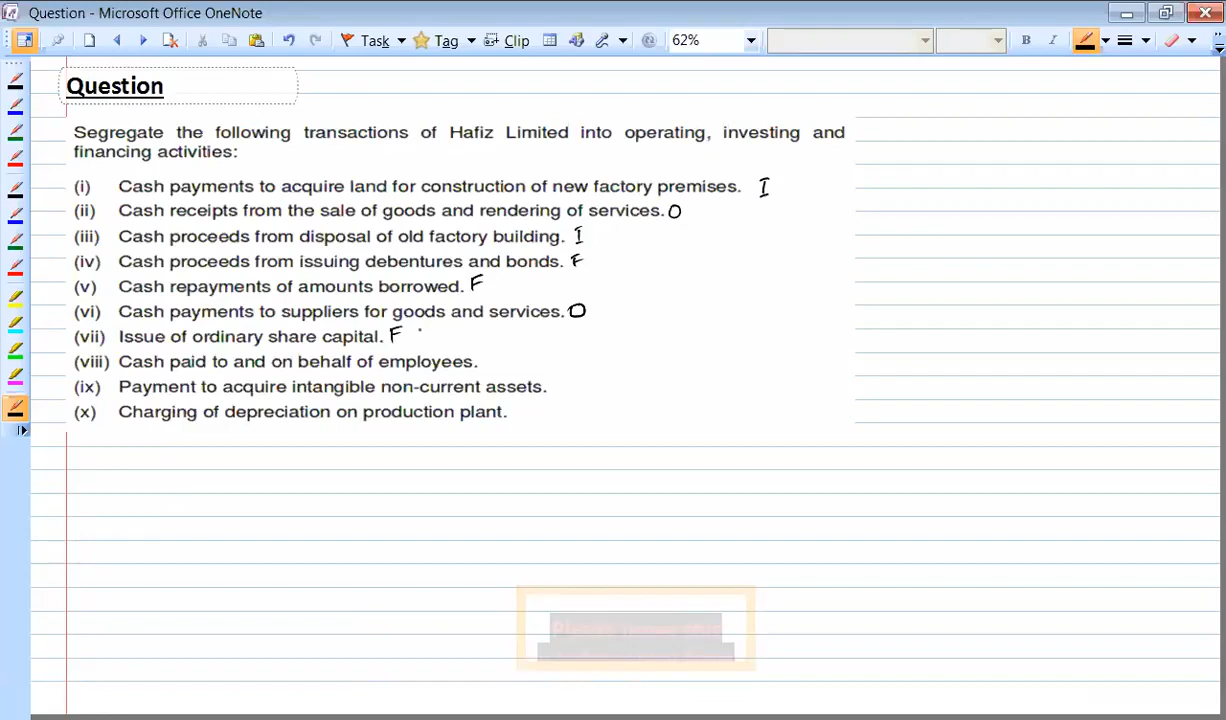 Question - Microsoft Office OneNote
Task Tag Clip 62% B I
Question
Segregate the following transactions of Hafiz Limited into operating, investing and
financing activities:
(i) Cash payments to acquire land for construction of new factory premises. I
(ii) Cash receipts from the sale of goods and rendering of services. O
(iii) Cash proceeds from disposal of old factory building. I
(iv) Cash proceeds from issuing debentures and bonds. F
(v) Cash repayments of amounts borrowed. F
(vi) Cash payments to suppliers for goods and services. O
(vii) Issue of ordinary share capital. F
(viii) Cash paid to and on behalf of employees.
(ix) Payment to acquire intangible non-current assets.
(x) Charging of depreciation on production plant.